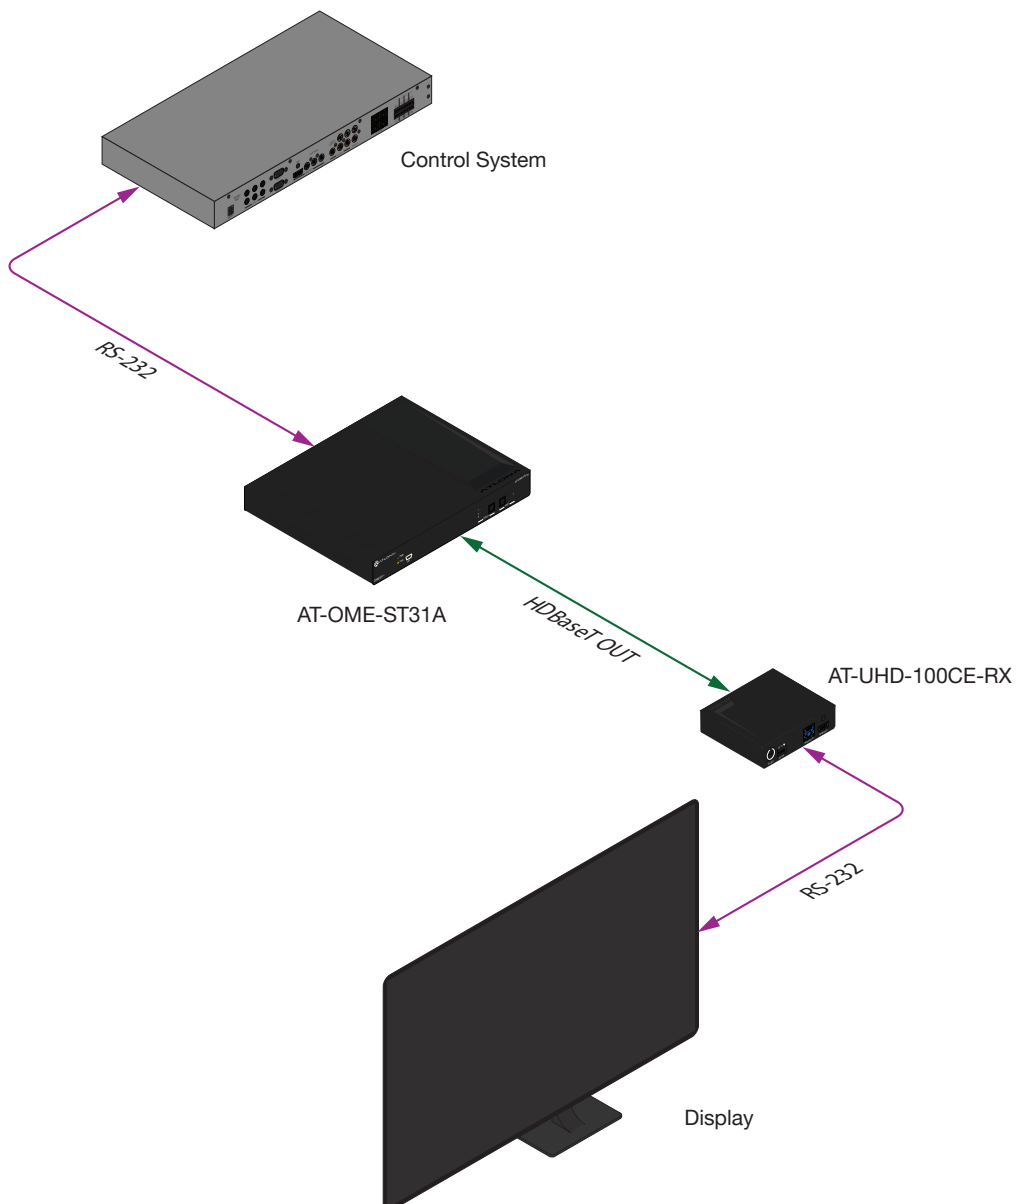 Control System
RS-232
AT-OME-ST31A
HDBaseT OUT
AT-UHD-100CE-RX
RS-232
Display